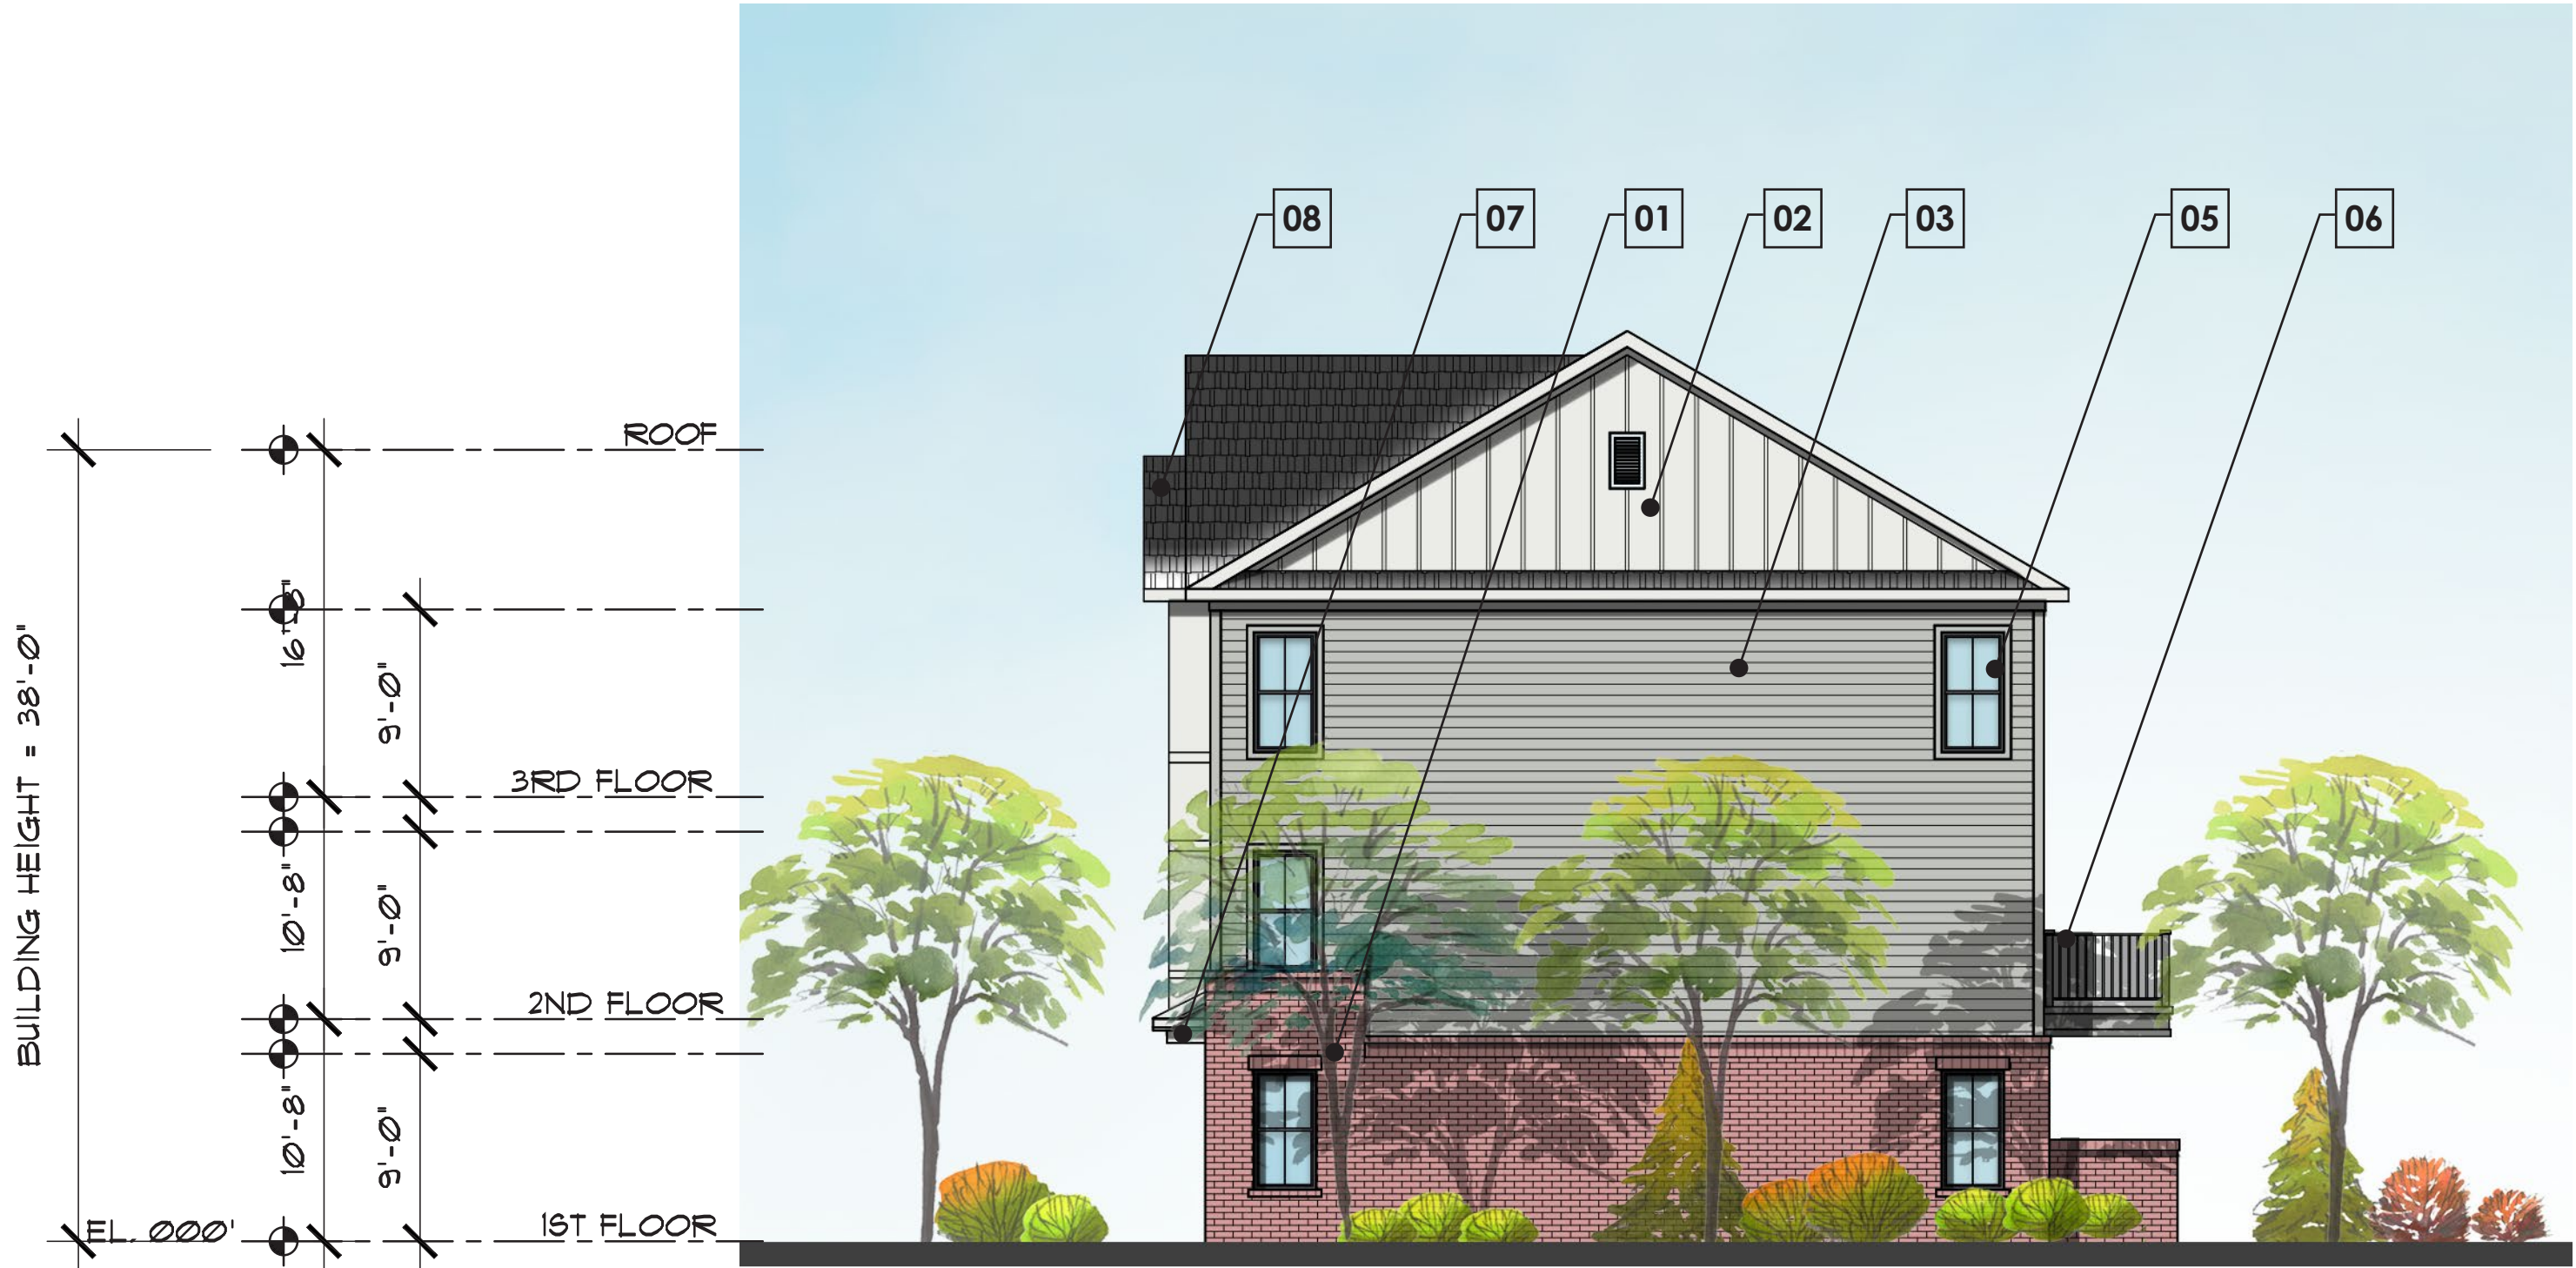 08 07 01 02 03 05 06
ROOF
3RD FLOOR
2ND FLOOR
1ST FLOOR
EL. 000'
BUILDING HEIGHT = 38'-0"
10'-8"
10'-8"
9'-0"
9'-0"
9'-0"